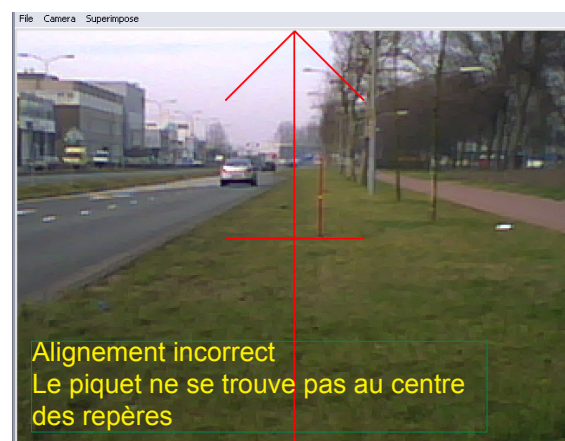 File Camera Superimpose
Alignement incorrect
Le piquet ne se trouve pas au centre
des repères